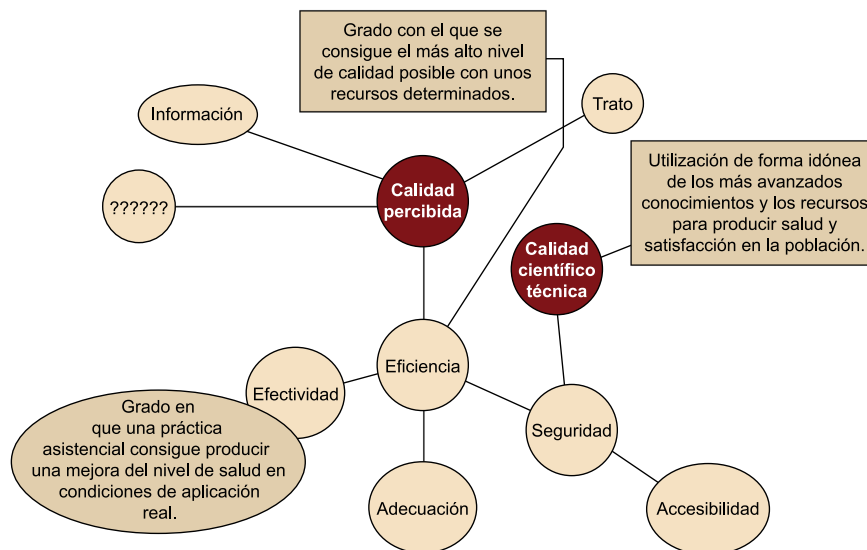 Grado con el que se
consigue el más alto nivel
de calidad posible con unos
recursos determinados.
Información
Trato
??????
Calidad
percibida
Utilización de forma idónea
de los más avanzados
conocimientos y los recursos
para producir salud y
satisfacción en la población.
Calidad
científico
técnica
Eficiencia
Efectividad
Grado en
que una práctica
asistencial consigue producir
una mejora del nivel de salud en
condiciones de aplicación
real.
Seguridad
Adecuación
Accesibilidad